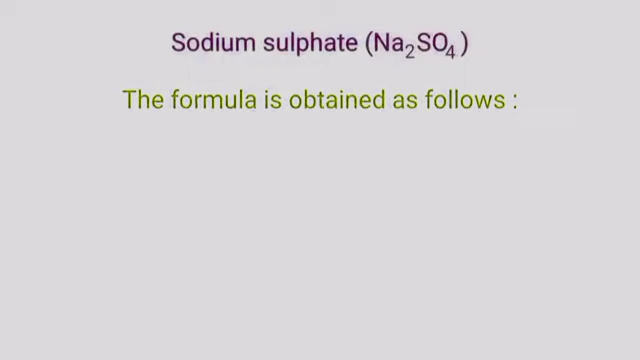 Sodium sulphate (Na₂SO₄ )
The formula is obtained as follows :